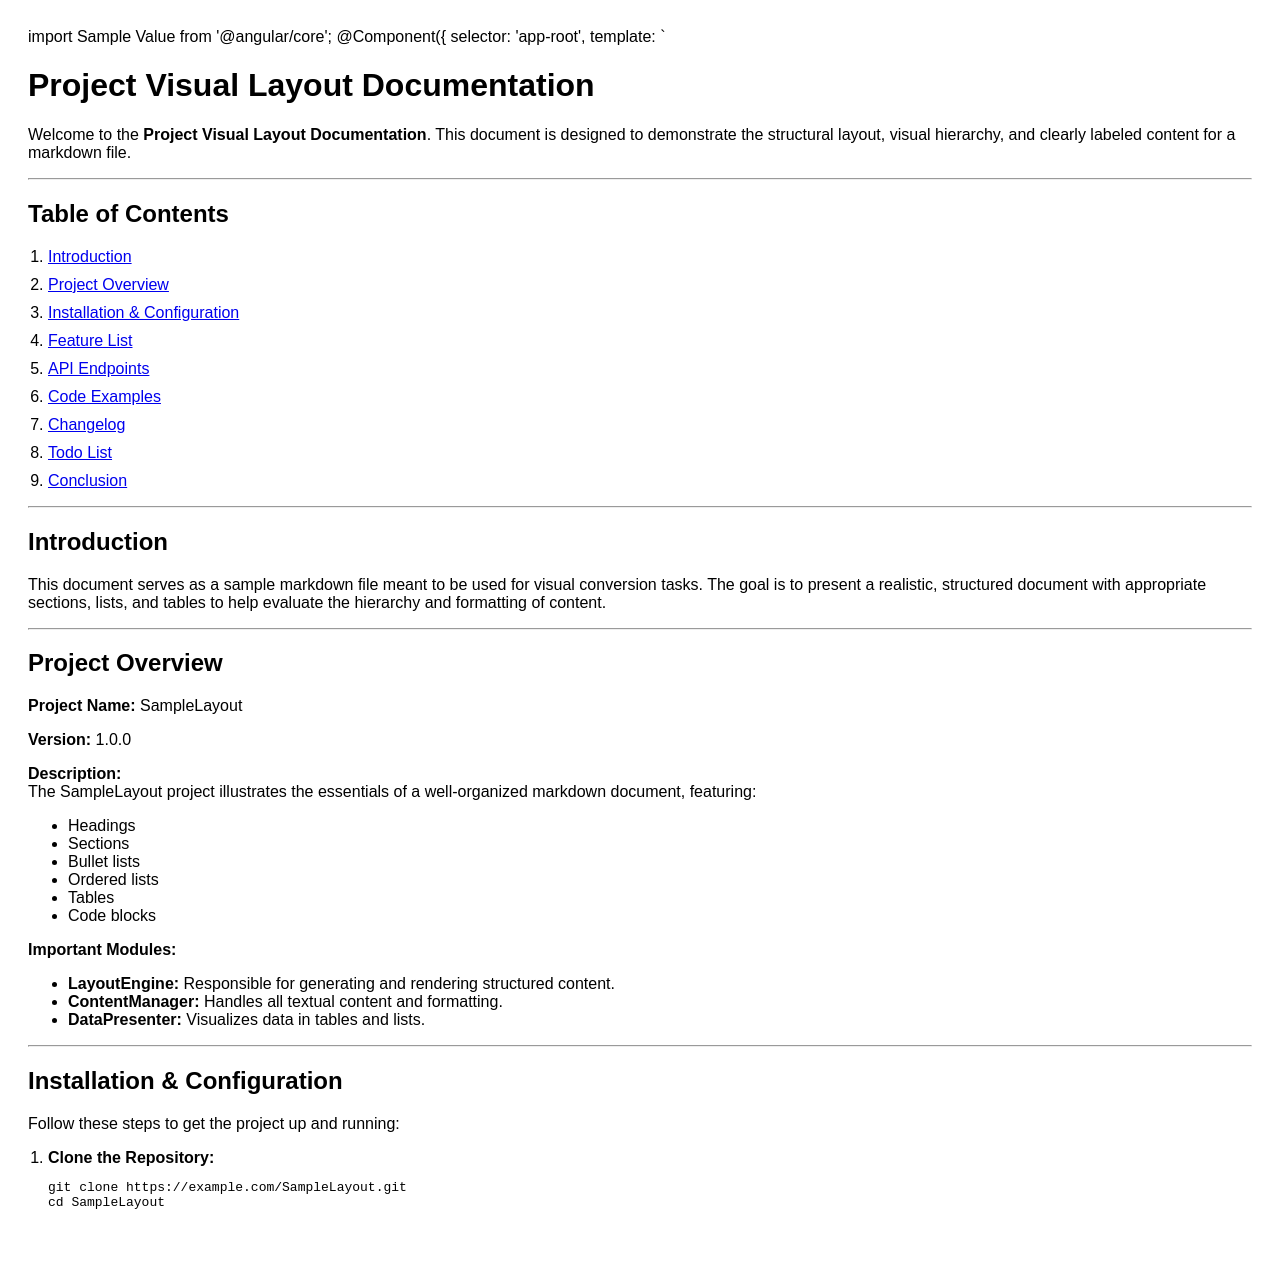 import Sample Value from '@angular/core'; @Component({ selector: 'app-root', template: `
Project Visual Layout Documentation
Welcome to the Project Visual Layout Documentation. This document is designed to demonstrate the structural layout, visual hierarchy, and clearly labeled content for a
markdown file.
Table of Contents
1. Introduction
2. Project Overview
3. Installation & Configuration
4. Feature List
5. API Endpoints
6. Code Examples
7. Changelog
8. Todo List
9. Conclusion
Introduction
This document serves as a sample markdown file meant to be used for visual conversion tasks. The goal is to present a realistic, structured document with appropriate
sections, lists, and tables to help evaluate the hierarchy and formatting of content.
Project Overview
Project Name: SampleLayout
Version: 1.0.0
Description:
The SampleLayout project illustrates the essentials of a well-organized markdown document, featuring:
• Headings
• Sections
• Bullet lists
• Ordered lists
• Tables
• Code blocks
Important Modules:
• LayoutEngine: Responsible for generating and rendering structured content.
• ContentManager: Handles all textual content and formatting.
• DataPresenter: Visualizes data in tables and lists.
Installation & Configuration
Follow these steps to get the project up and running:
1. Clone the Repository:
git clone https://example.com/SampleLayout.git
cd SampleLayout